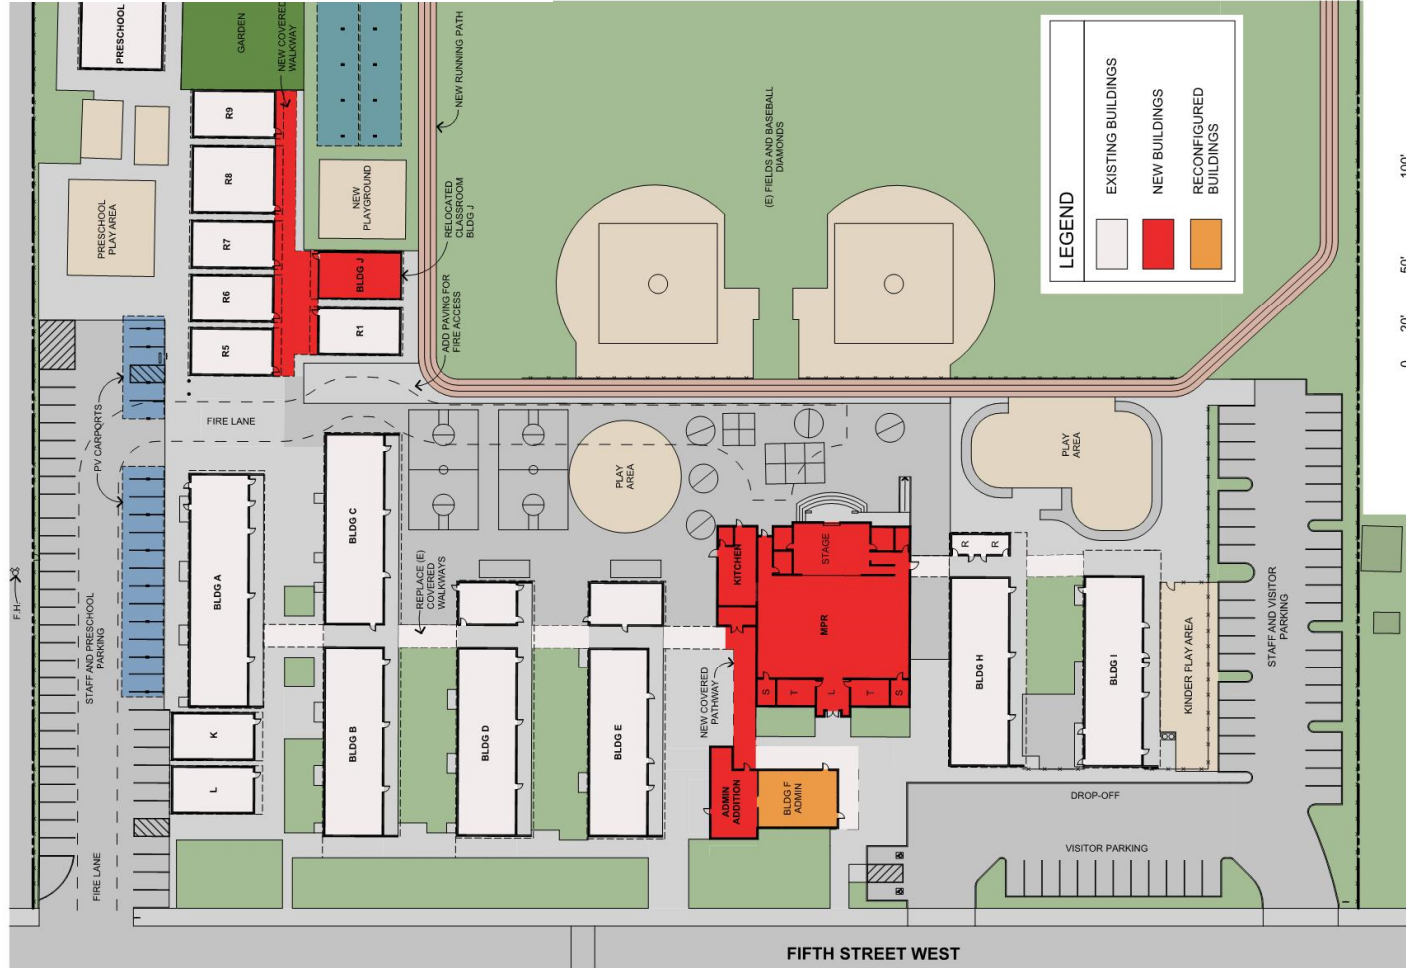 PRESCHOOL
GARDEN
NEW COVERED
WALKWAY
R9
R8
R7
R6
R5
PRESCHOOL
PLAY AREA
NEW
PLAYGROUND
NEW RUNNING PATH
RELOCATED
CLASSROOM
BLDG J
BLDG J
R1
ADD PAVING FOR
FIRE ACCESS
(E) FIELDS AND BASEBALL
DIAMONDS
LEGEND
EXISTING BUILDINGS
NEW BUILDINGS
RECONFIGURED
BUILDINGS
0
20'
50'
100'
PV CARPORTS
FIRE LANE
F.H.
STAFF AND PRESCHOOL
PARKING
BLDG A
BLDG C
REPLACE (E)
COVERED
WALKWAYS
PLAY
AREA
PLAY
AREA
KITCHEN
STAGE
MPR
S
T
L
T
S
NEW COVERED
PATHWAY
R
R
BLDG H
BLDG I
KINDER PLAY AREA
STAFF AND VISITOR
PARKING
K
L
BLDG B
BLDG D
BLDG E
ADMIN
ADDITION
BLDG F
ADMIN
DROP-OFF
VISITOR PARKING
FIRE LANE
FIFTH STREET WEST